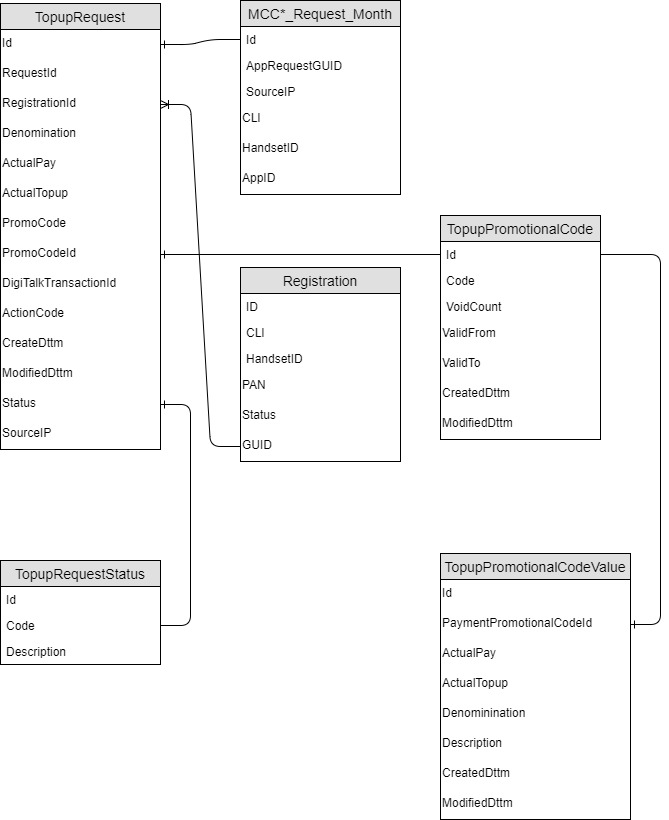 TopupRequest
Id
RequestId
RegistrationId
Denomination
ActualPay
ActualTopup
PromoCode
PromoCodeId
DigiTalkTransactionId
ActionCode
CreateDttm
ModifiedDttm
Status
SourceIP
MCC*_Request_Month
Id
AppRequestGUID
SourceIP
CLI
HandsetID
AppID
Registration
ID
CLI
HandsetID
PAN
Status
GUID
TopupPromotionalCode
Id
Code
VoidCount
ValidFrom
ValidTo
CreatedDttm
ModifiedDttm
TopupRequestStatus
Id
Code
Description
TopupPromotionalCodeValue
Id
PaymentPromotionalCodeId
ActualPay
ActualTopup
Denominination
Description
CreatedDttm
ModifiedDttm